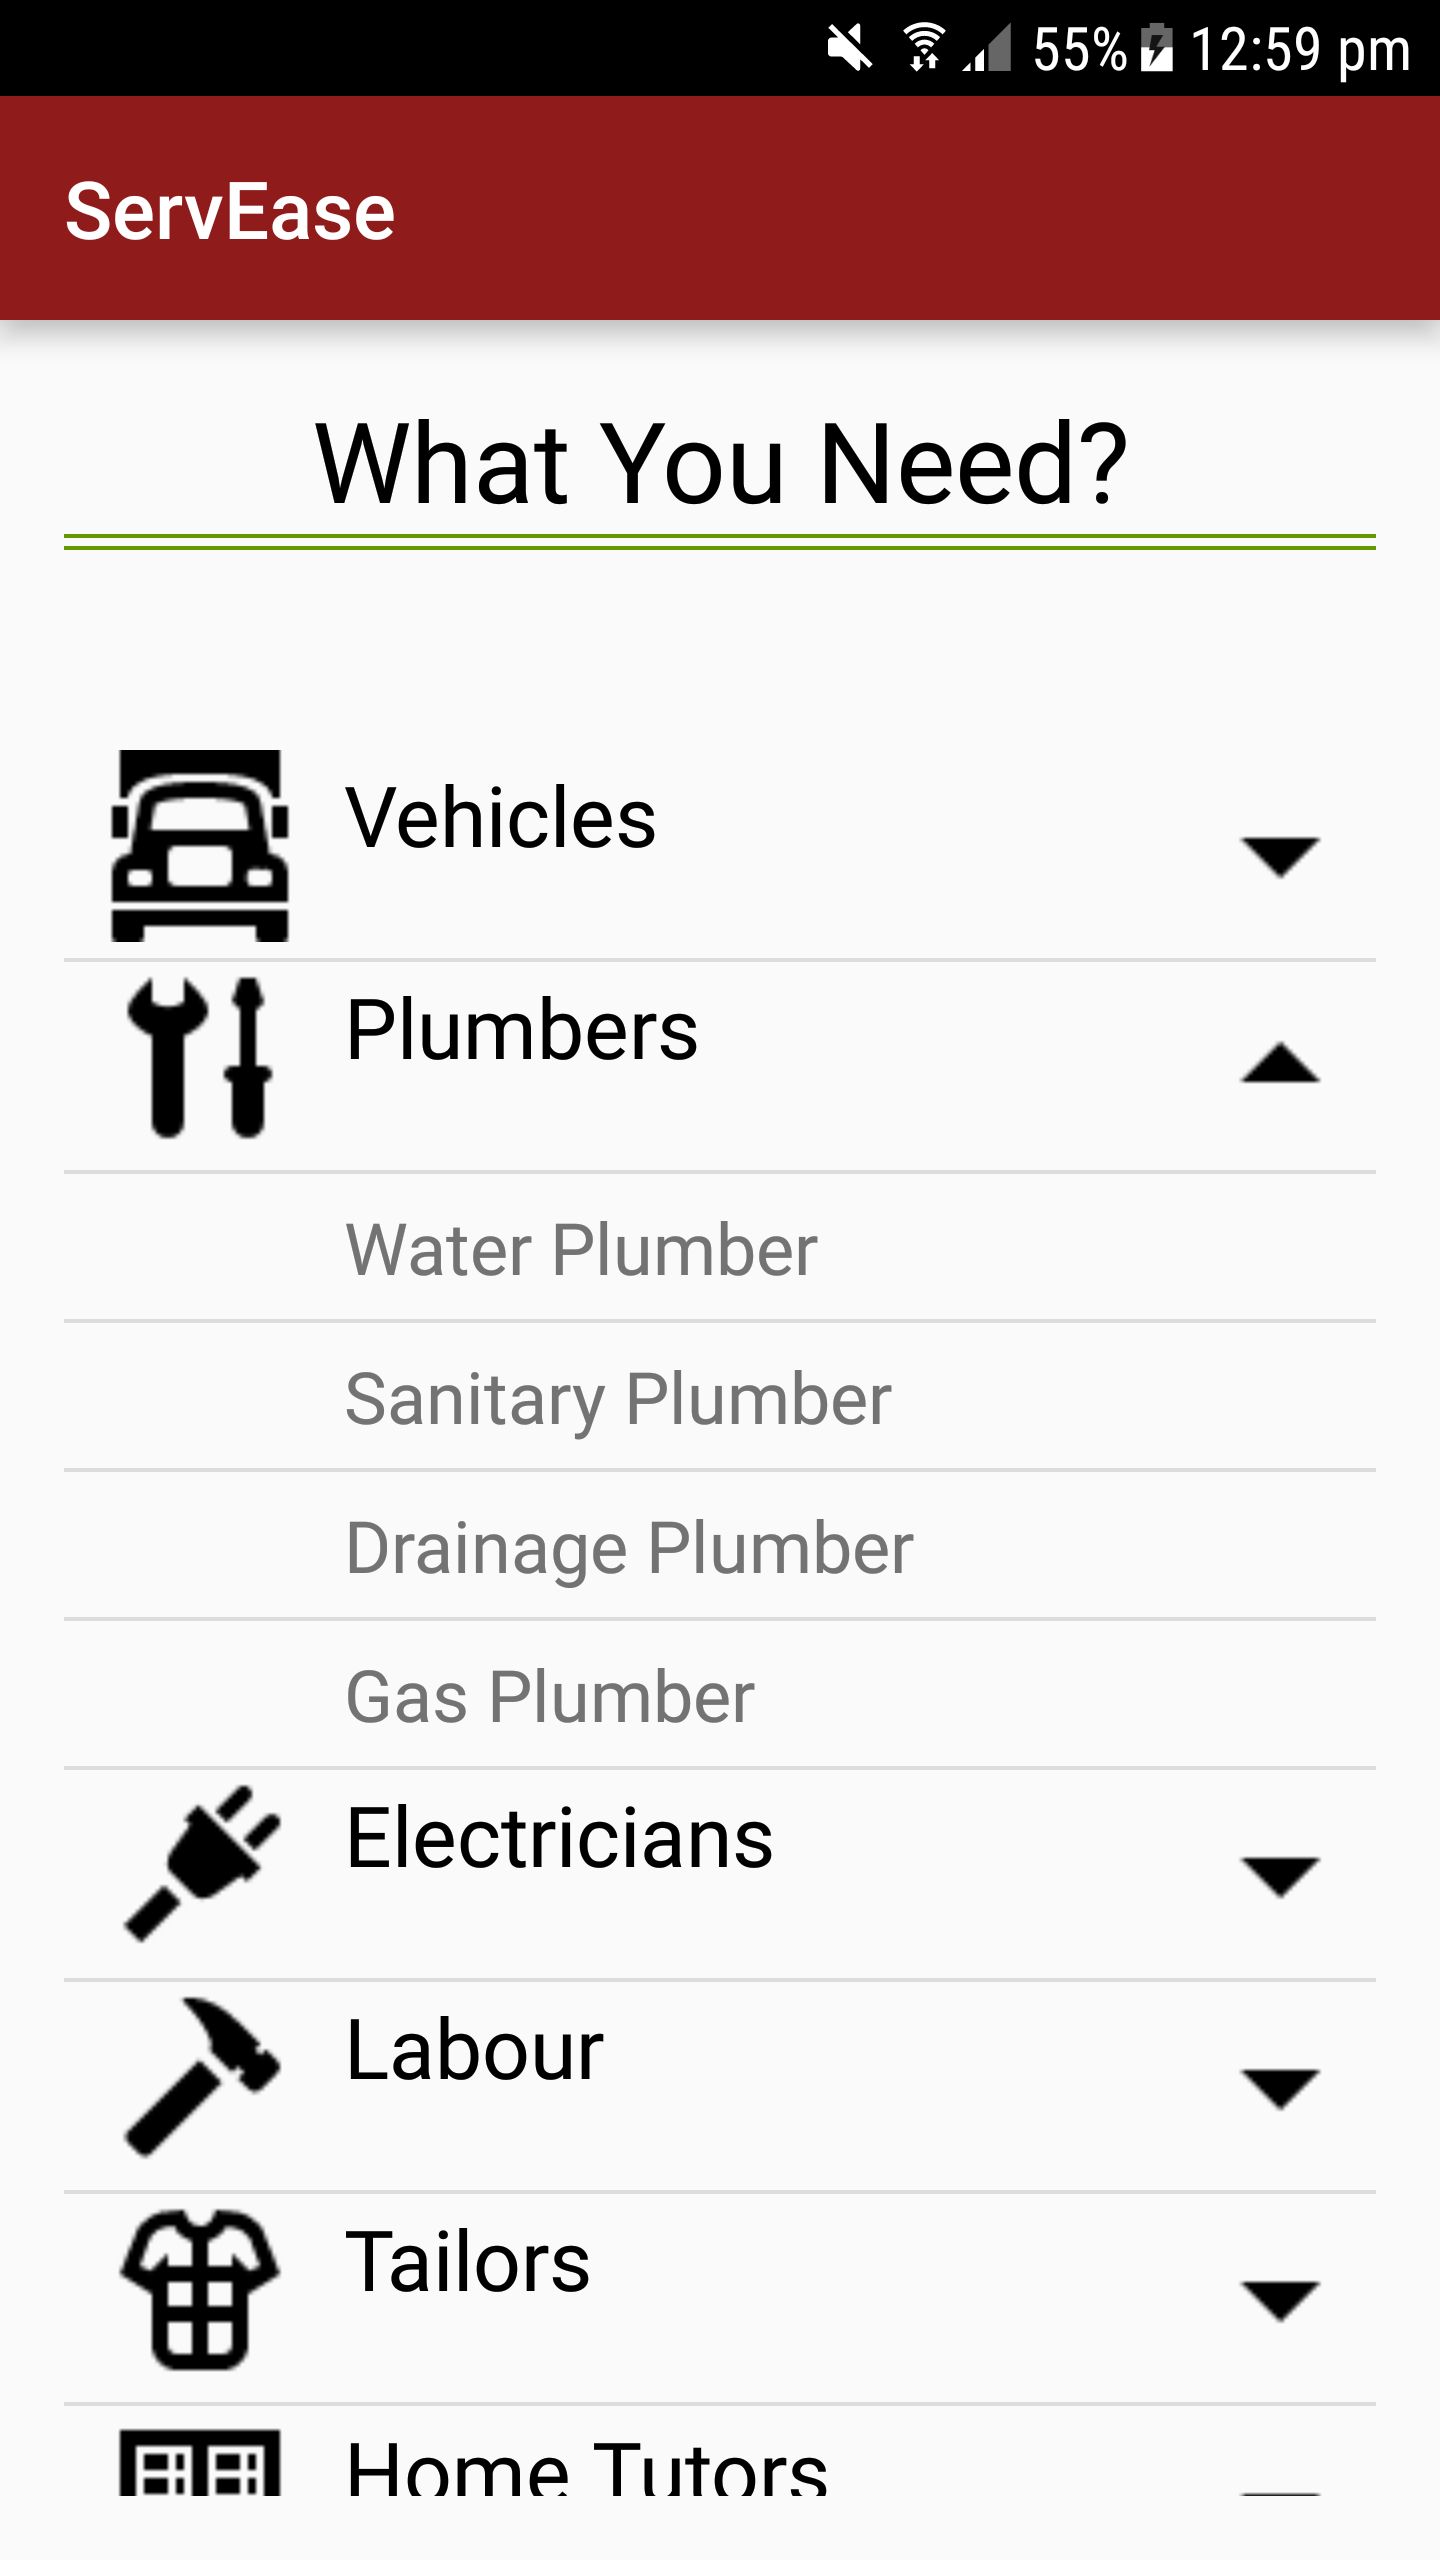 55% 12:59 pm
ServEase
What You Need?
Vehicles
Plumbers
Water Plumber
Sanitary Plumber
Drainage Plumber
Gas Plumber
Electricians
Labour
Tailors
Home Tutors